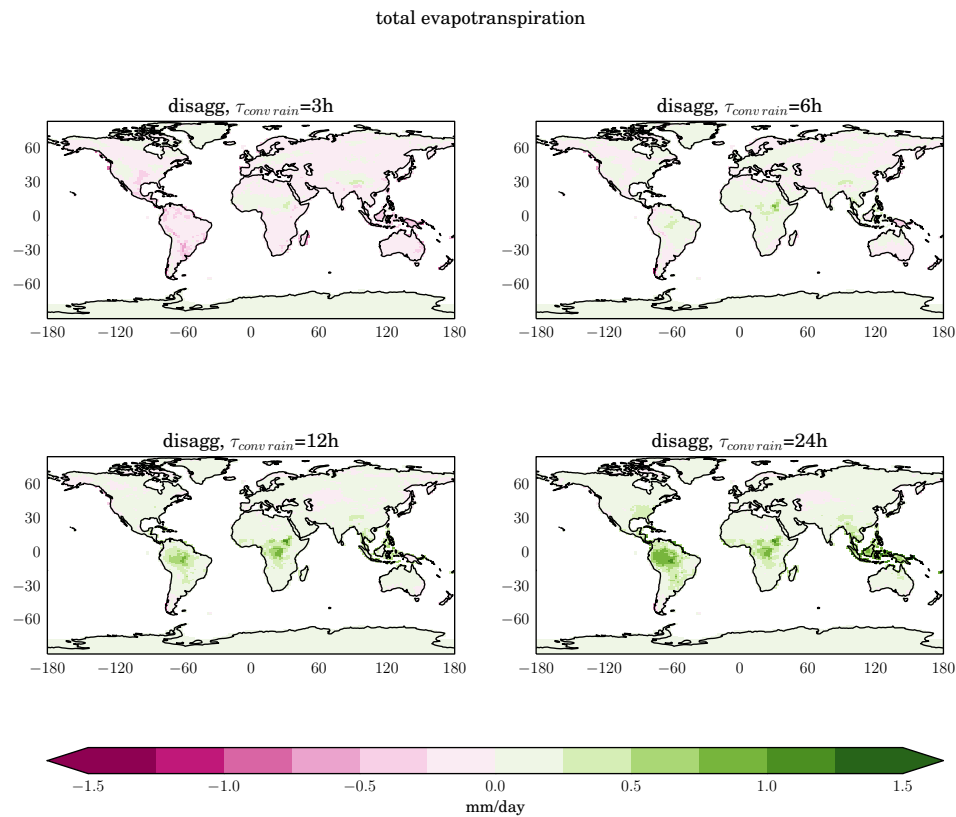 total evapotranspiration
disagg, τconv rain=3h
disagg, τconv rain=6h
60
30
0
−30
−60
−180 −120 −60 0 60 120 180
60
30
0
−30
−60
−180 −120 −60 0 60 120 180
disagg, τconv rain=12h
disagg, τconv rain=24h
60
30
0
−30
−60
−180 −120 −60 0 60 120 180
60
30
0
−30
−60
−180 −120 −60 0 60 120 180
−1.5 −1.0 −0.5 0.0 0.5 1.0 1.5
mm/day